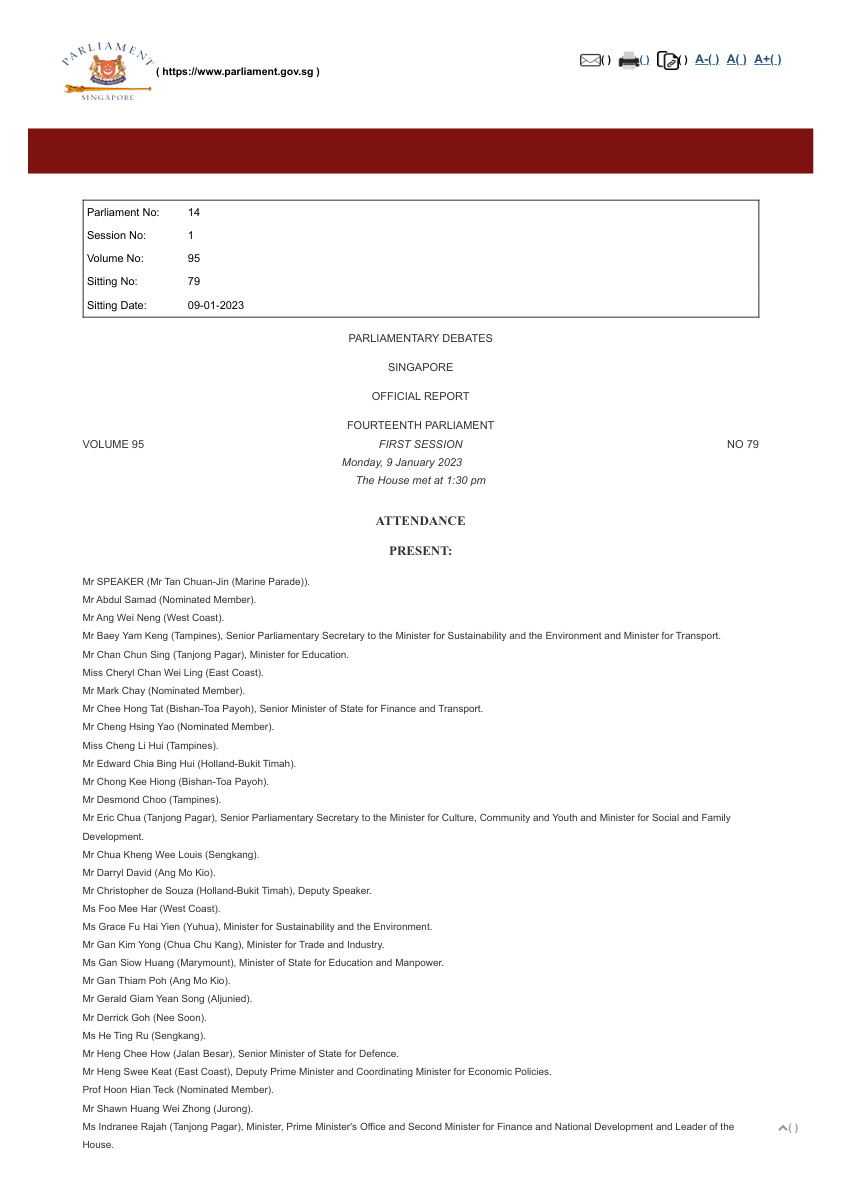 PARLIAMENT
SINGAPORE
( https://www.parliament.gov.sg )
( ) ( ) ( ) A-( ) A( ) A+( )
Parliament No: 14
Session No: 1
Volume No: 95
Sitting No: 79
Sitting Date: 09-01-2023
PARLIAMENTARY DEBATES
SINGAPORE
OFFICIAL REPORT
FOURTEENTH PARLIAMENT
VOLUME 95 FIRST SESSION NO 79
Monday, 9 January 2023
The House met at 1:30 pm
ATTENDANCE
PRESENT:
Mr SPEAKER (Mr Tan Chuan-Jin (Marine Parade)).
Mr Abdul Samad (Nominated Member).
Mr Ang Wei Neng (West Coast).
Mr Baey Yam Keng (Tampines), Senior Parliamentary Secretary to the Minister for Sustainability and the Environment and Minister for Transport.
Mr Chan Chun Sing (Tanjong Pagar), Minister for Education.
Miss Cheryl Chan Wei Ling (East Coast).
Mr Mark Chay (Nominated Member).
Mr Chee Hong Tat (Bishan-Toa Payoh), Senior Minister of State for Finance and Transport.
Mr Cheng Hsing Yao (Nominated Member).
Miss Cheng Li Hui (Tampines).
Mr Edward Chia Bing Hui (Holland-Bukit Timah).
Mr Chong Kee Hiong (Bishan-Toa Payoh).
Mr Desmond Choo (Tampines).
Mr Eric Chua (Tanjong Pagar), Senior Parliamentary Secretary to the Minister for Culture, Community and Youth and Minister for Social and Family
Development.
Mr Chua Kheng Wee Louis (Sengkang).
Mr Darryl David (Ang Mo Kio).
Mr Christopher de Souza (Holland-Bukit Timah), Deputy Speaker.
Ms Foo Mee Har (West Coast).
Ms Grace Fu Hai Yien (Yuhua), Minister for Sustainability and the Environment.
Mr Gan Kim Yong (Chua Chu Kang), Minister for Trade and Industry.
Ms Gan Siow Huang (Marymount), Minister of State for Education and Manpower.
Mr Gan Thiam Poh (Ang Mo Kio).
Mr Gerald Giam Yean Song (Aljunied).
Mr Derrick Goh (Nee Soon).
Ms He Ting Ru (Sengkang).
Mr Heng Chee How (Jalan Besar), Senior Minister of State for Defence.
Mr Heng Swee Keat (East Coast), Deputy Prime Minister and Coordinating Minister for Economic Policies.
Prof Hoon Hian Teck (Nominated Member).
Mr Shawn Huang Wei Zhong (Jurong).
Ms Indranee Rajah (Tanjong Pagar), Minister, Prime Minister's Office and Second Minister for Finance and National Development and Leader of the
House.
( )